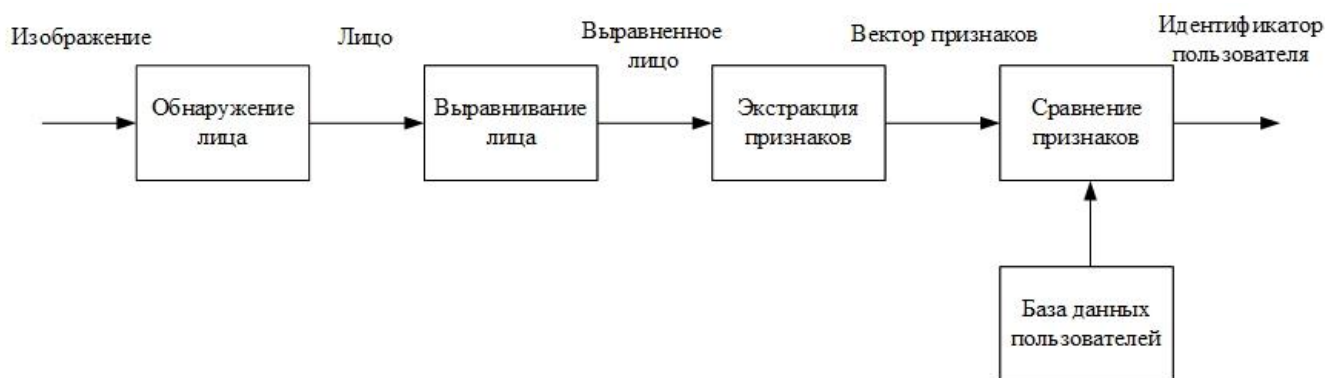 Изображение
Лицо
Выравненное
лицо
Вектор признаков
Идентификатор
пользователя
Обнаружение
лица
Выравнивание
лица
Экстракция
признаков
Сравнение
признаков
База данных
пользователей